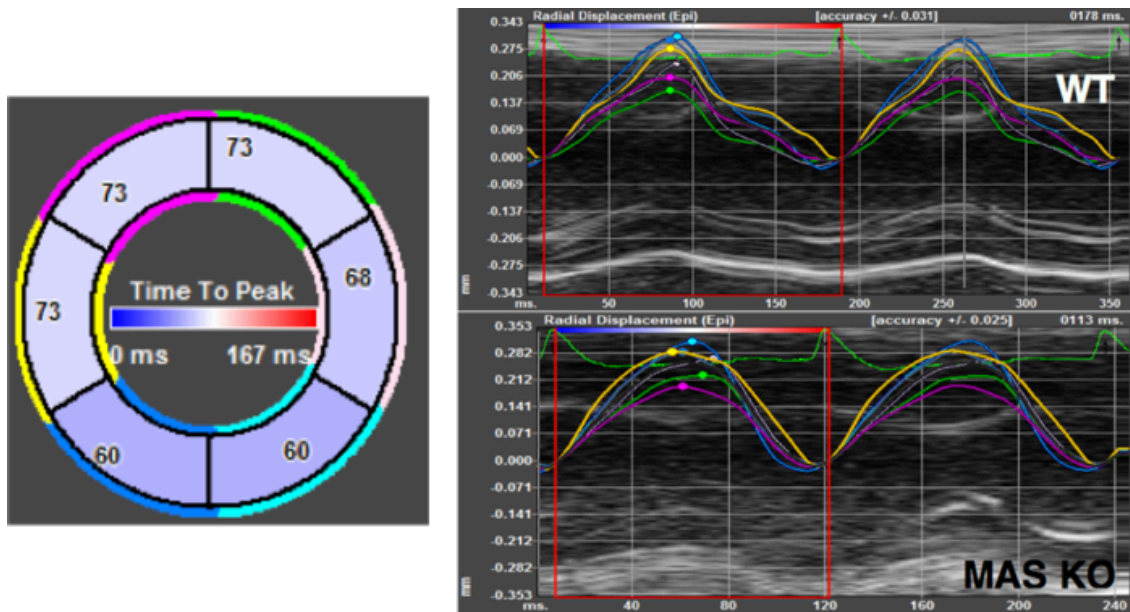 73
73
73
68
60
60
Time To Peak
0 ms 167 ms
Radial Displacement (Epi) [accuracy +/- 0.031] 0178 ms.
WT
0.343
0.275
0.206
0.137
0.069
0.000
-0.069
-0.137
-0.206
-0.275
-0.343
mm
ms. 50 100 150 200 250 300 350
Radial Displacement (Epi) [accuracy +/- 0.025] 0113 ms.
0.353
0.282
0.212
0.141
0.071
0.000
-0.071
-0.141
-0.212
-0.282
-0.353
mm
MAS KO
ms. 40 80 120 160 200 240